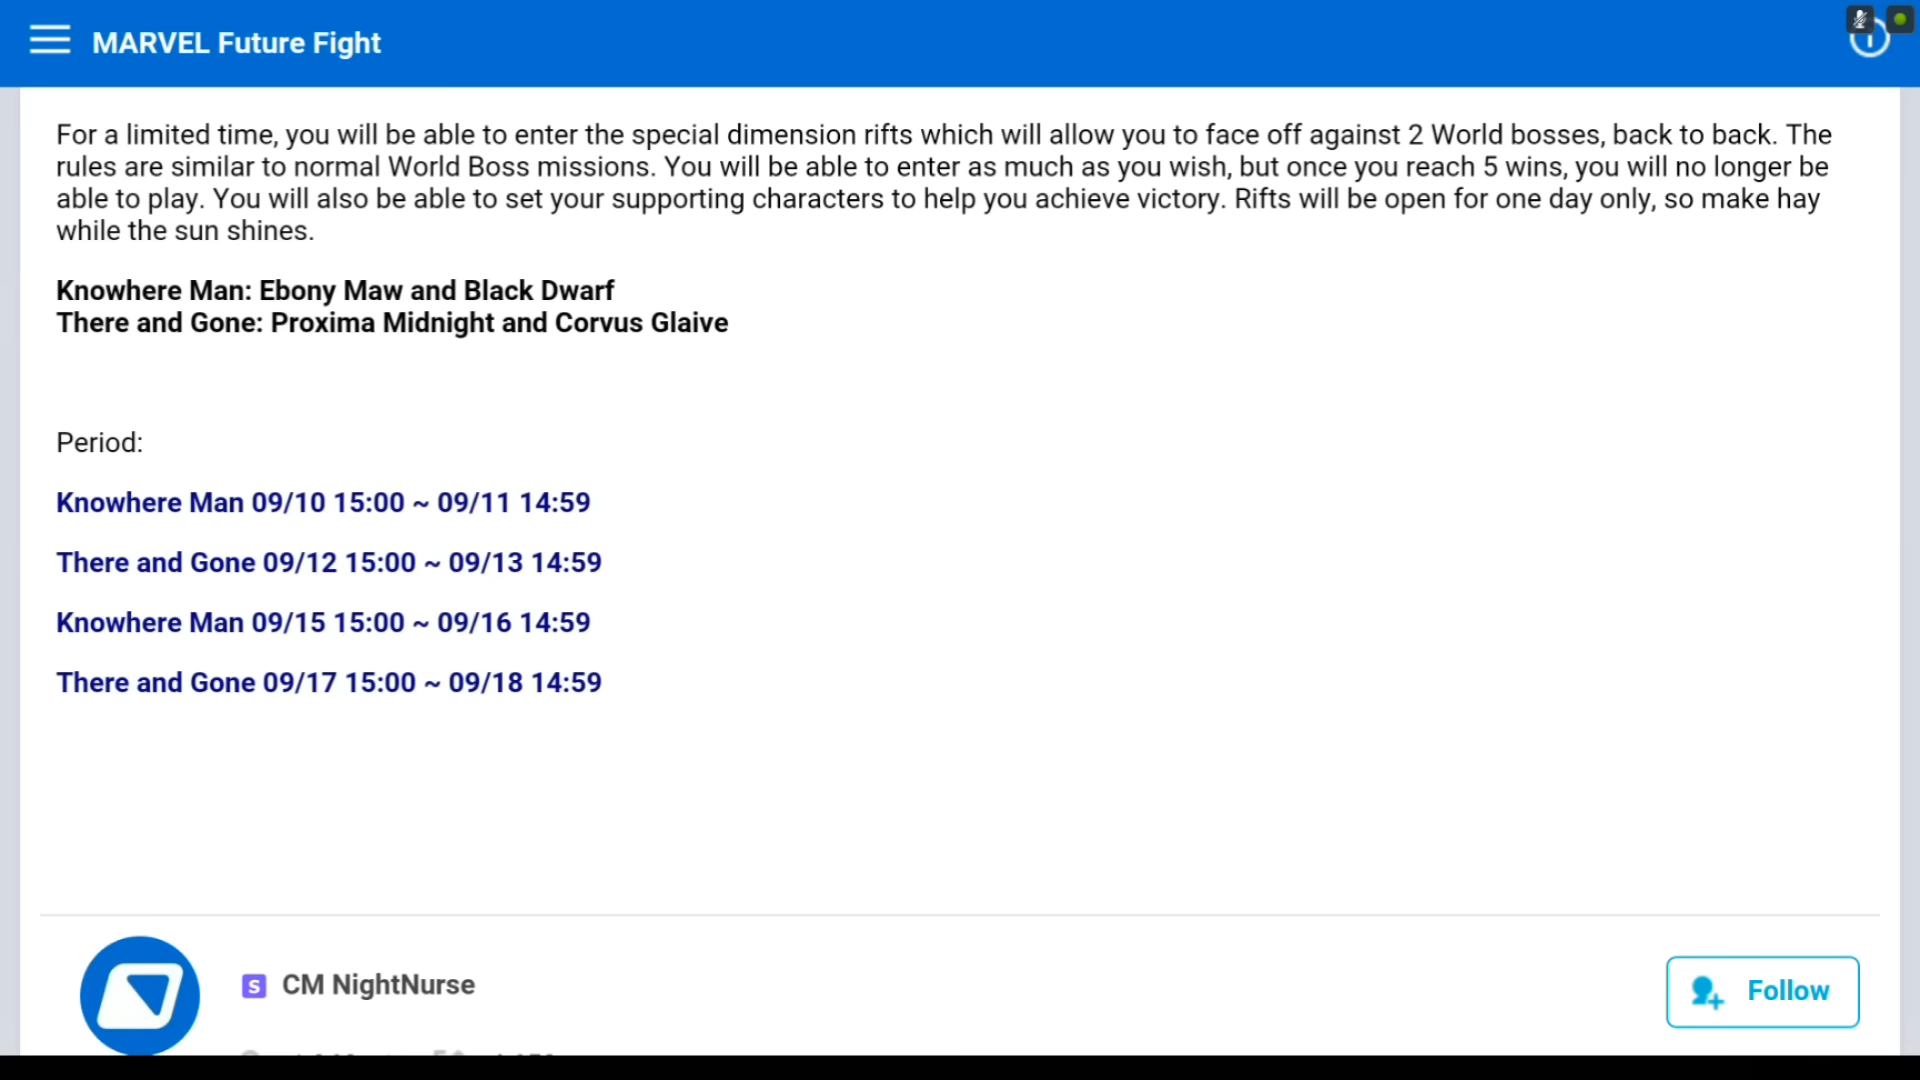 MARVEL Future Fight
For a limited time, you will be able to enter the special dimension rifts which will allow you to face off against 2 World bosses, back to back. The
rules are similar to normal World Boss missions. You will be able to enter as much as you wish, but once you reach 5 wins, you will no longer be
able to play. You will also be able to set your supporting characters to help you achieve victory. Rifts will be open for one day only, so make hay
while the sun shines.
Knowhere Man: Ebony Maw and Black Dwarf
There and Gone: Proxima Midnight and Corvus Glaive
Period:
Knowhere Man 09/10 15:00 ~ 09/11 14:59
There and Gone 09/12 15:00 ~ 09/13 14:59
Knowhere Man 09/15 15:00 ~ 09/16 14:59
There and Gone 09/17 15:00 ~ 09/18 14:59
S CM NightNurse
Follow